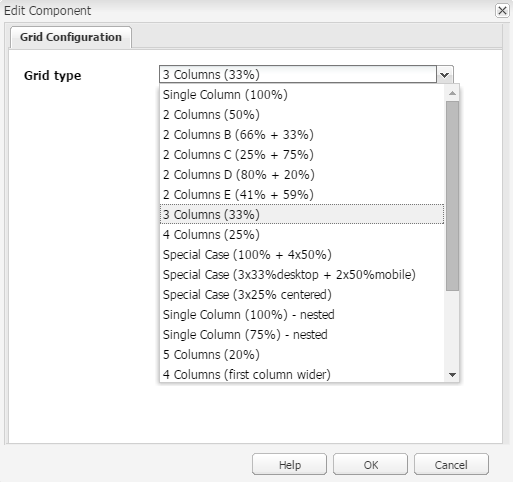 Edit Component
Grid Configuration
Grid type
3 Columns (33%)
Single Column (100%)
2 Columns (50%)
2 Columns B (66% + 33%)
2 Columns C (25% + 75%)
2 Columns D (80% + 20%)
2 Columns E (41% + 59%)
3 Columns (33%)
4 Columns (25%)
Special Case (100% + 4x50%)
Special Case (3x33%desktop + 2x50%mobile)
Special Case (3x25% centered)
Single Column (100%) - nested
Single Column (75%) - nested
5 Columns (20%)
4 Columns (first column wider)
Help OK Cancel